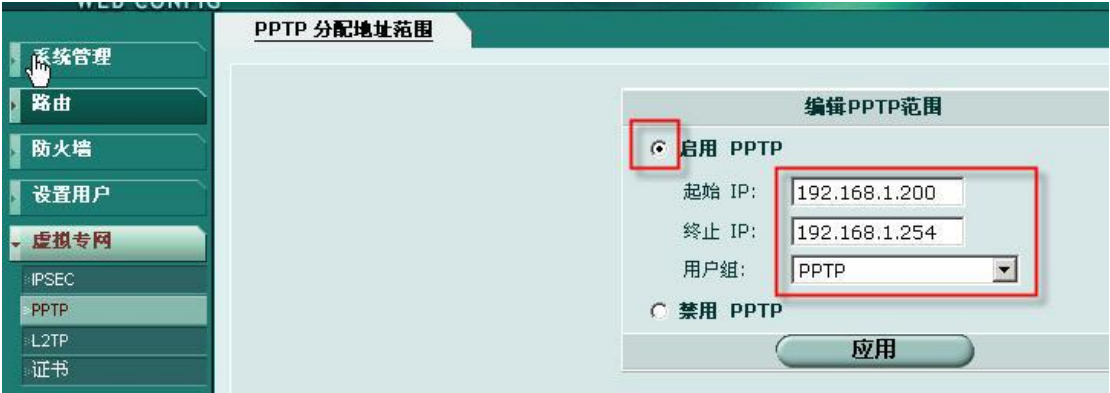 WEB CONFIG
PPTP 分配地址范围
系统管理
路由
防火墙
设置用户
虚拟专网
IPSEC
PPTP
L2TP
证书
编辑PPTP范围
启用 PPTP
起始 IP: 192.168.1.200
终止 IP: 192.168.1.254
用户组: PPTP
禁用 PPTP
应用